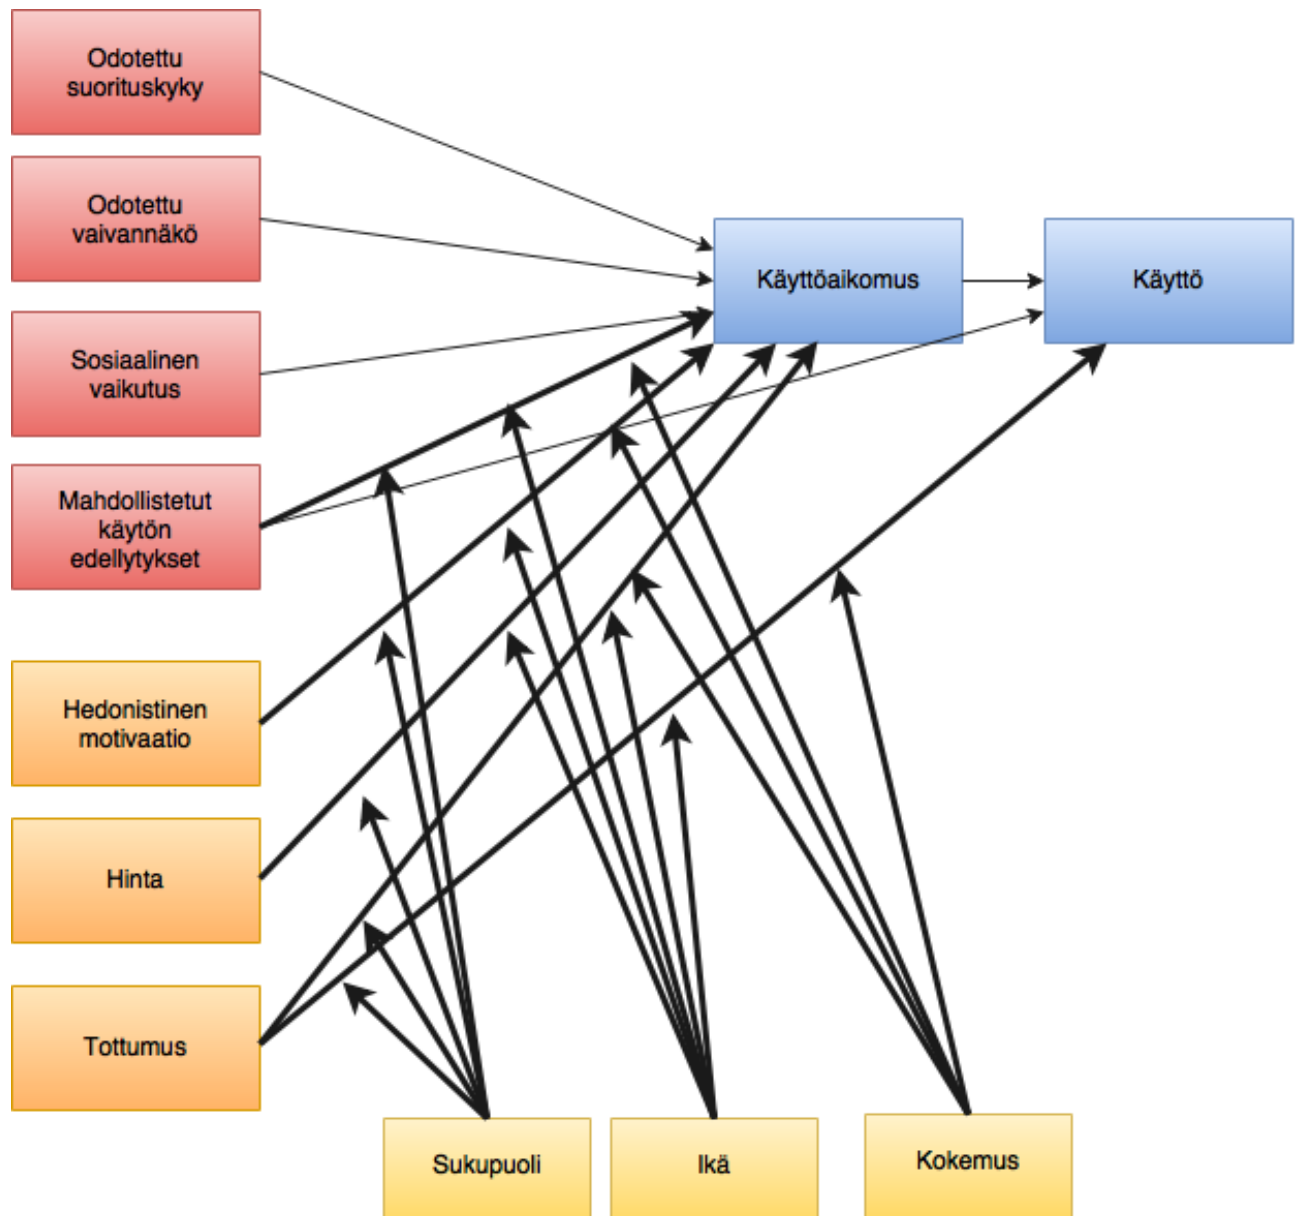 Odotettu
suorituskyky
Odotettu
vaivannäkö
Käyttöaikomus
Käyttö
Sosiaalinen
vaikutus
Mahdollistetut
käytön
edellytykset
Hedonistinen
motivaatio
Hinta
Tottumus
Sukupuoli
Ikä
Kokemus